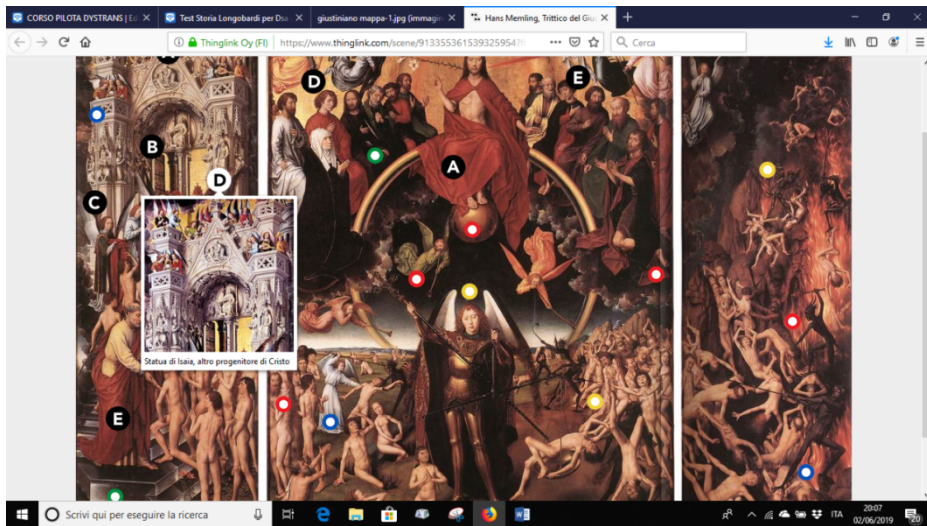 CORSO PILOTA DYSTRANS | Ed
Test Storia Longobardi per Dsa
giustiniano mappa-1.jpg (immagin
Hans Memling, Trittico del Giu
Thinglink Oy (FI)
https://www.thinglink.com/scene/913355361539325954?
Cerca
D
E
B
A
D
C
Statua di Isaia, altro progenitore di Cristo
E
Scrivi qui per eseguire la ricerca
ITA
20:07
02/06/2019
20